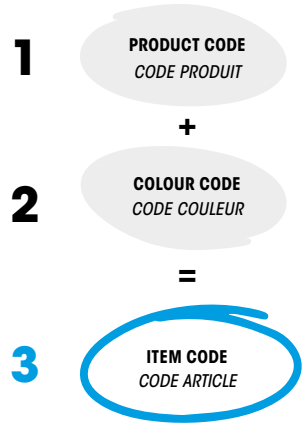 1
PRODUCT CODE
CODE PRODUIT
+
2
COLOUR CODE
CODE COULEUR
=
3
ITEM CODE
CODE ARTICLE